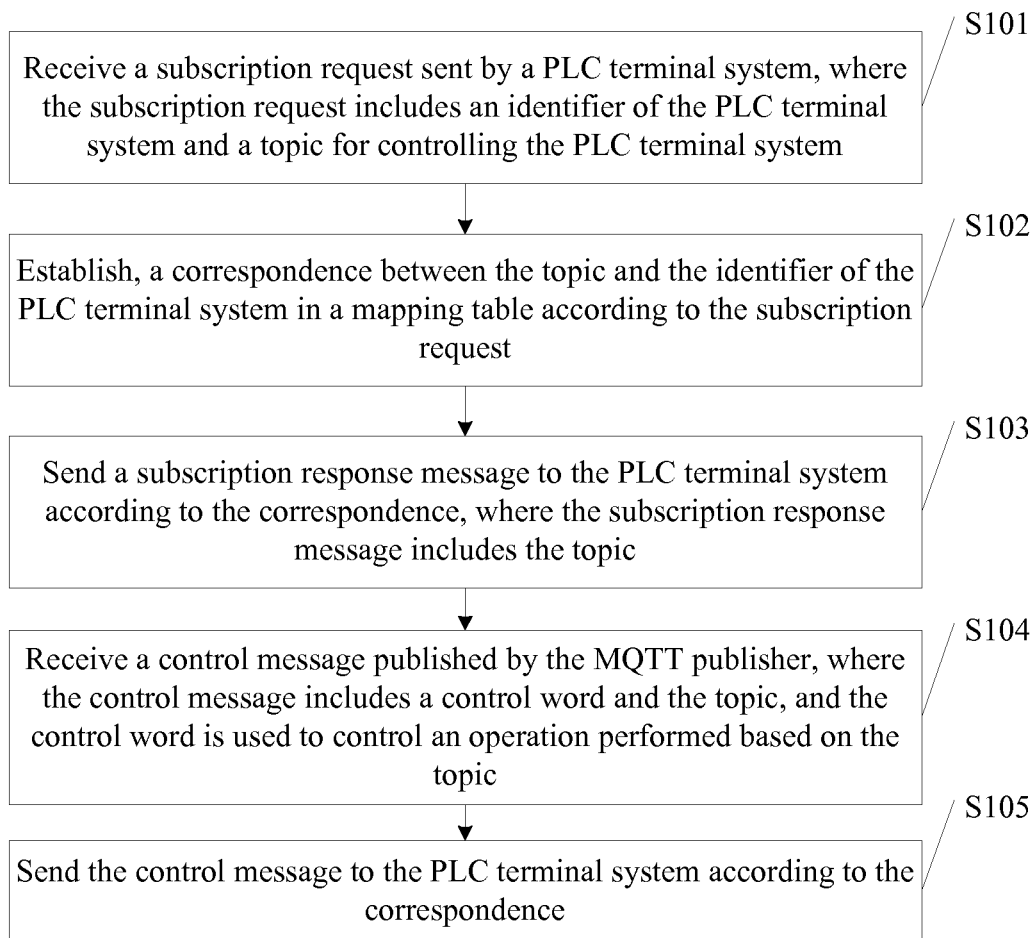 S101
Receive a subscription request sent by a PLC terminal system, where
the subscription request includes an identifier of the PLC terminal
system and a topic for controlling the PLC terminal system
S102
Establish, a correspondence between the topic and the identifier of the
PLC terminal system in a mapping table according to the subscription
request
S103
Send a subscription response message to the PLC terminal system
according to the correspondence, where the subscription response
message includes the topic
S104
Receive a control message published by the MQTT publisher, where
the control message includes a control word and the topic, and the
control word is used to control an operation performed based on the
topic
S105
Send the control message to the PLC terminal system according to the
correspondence